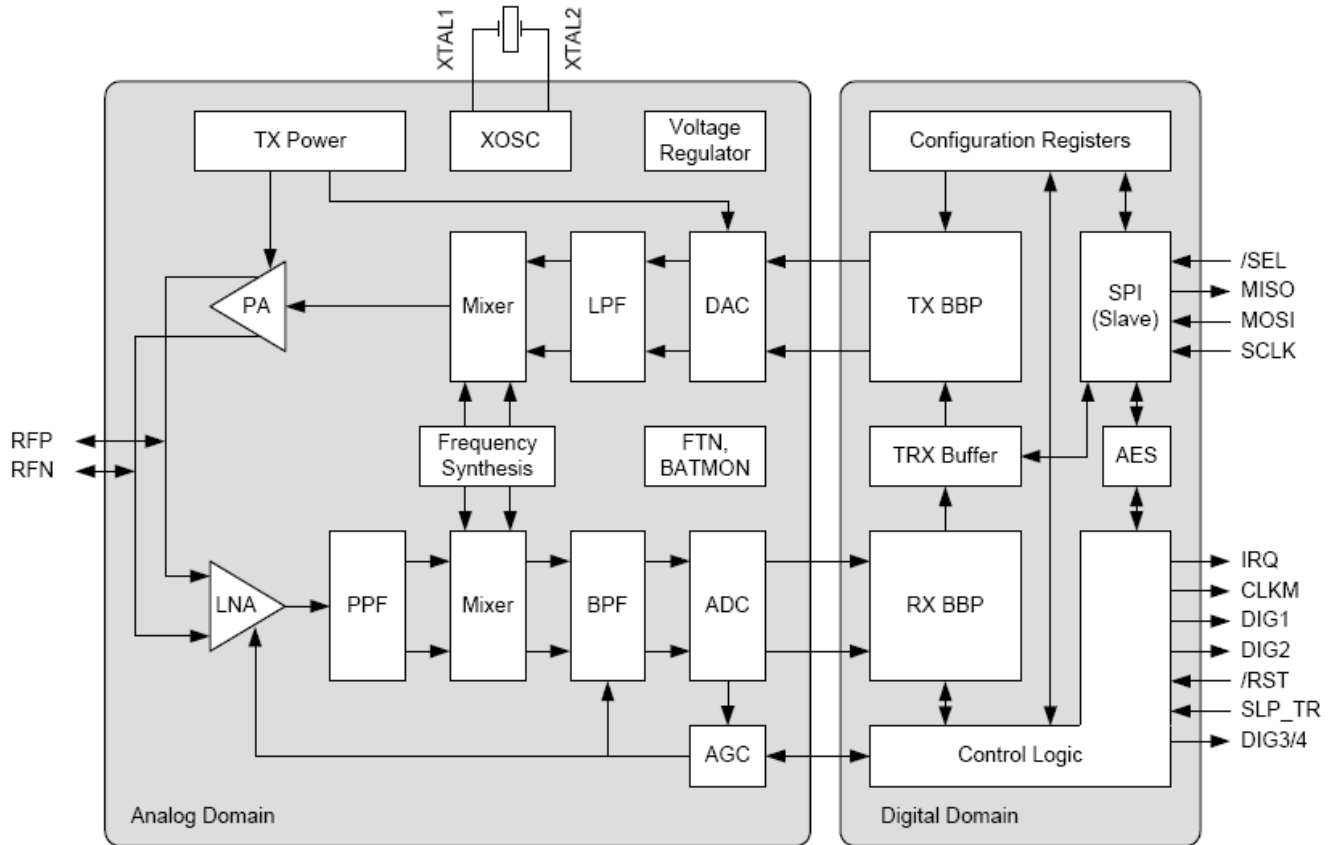 XTAL1
XTAL2
TX Power
XOSC
Voltage
Regulator
Configuration Registers
PA
Mixer
LPF
DAC
TX BBP
SPI
(Slave)
/SEL
MISO
MOSI
SCLK
RFP
RFN
Frequency
Synthesis
FTN,
BATMON
TRX Buffer
AES
LNA
PPF
Mixer
BPF
ADC
RX BBP
IRQ
CLKM
DIG1
DIG2
/RST
SLP_TR
DIG3/4
AGC
Control Logic
Analog Domain
Digital Domain